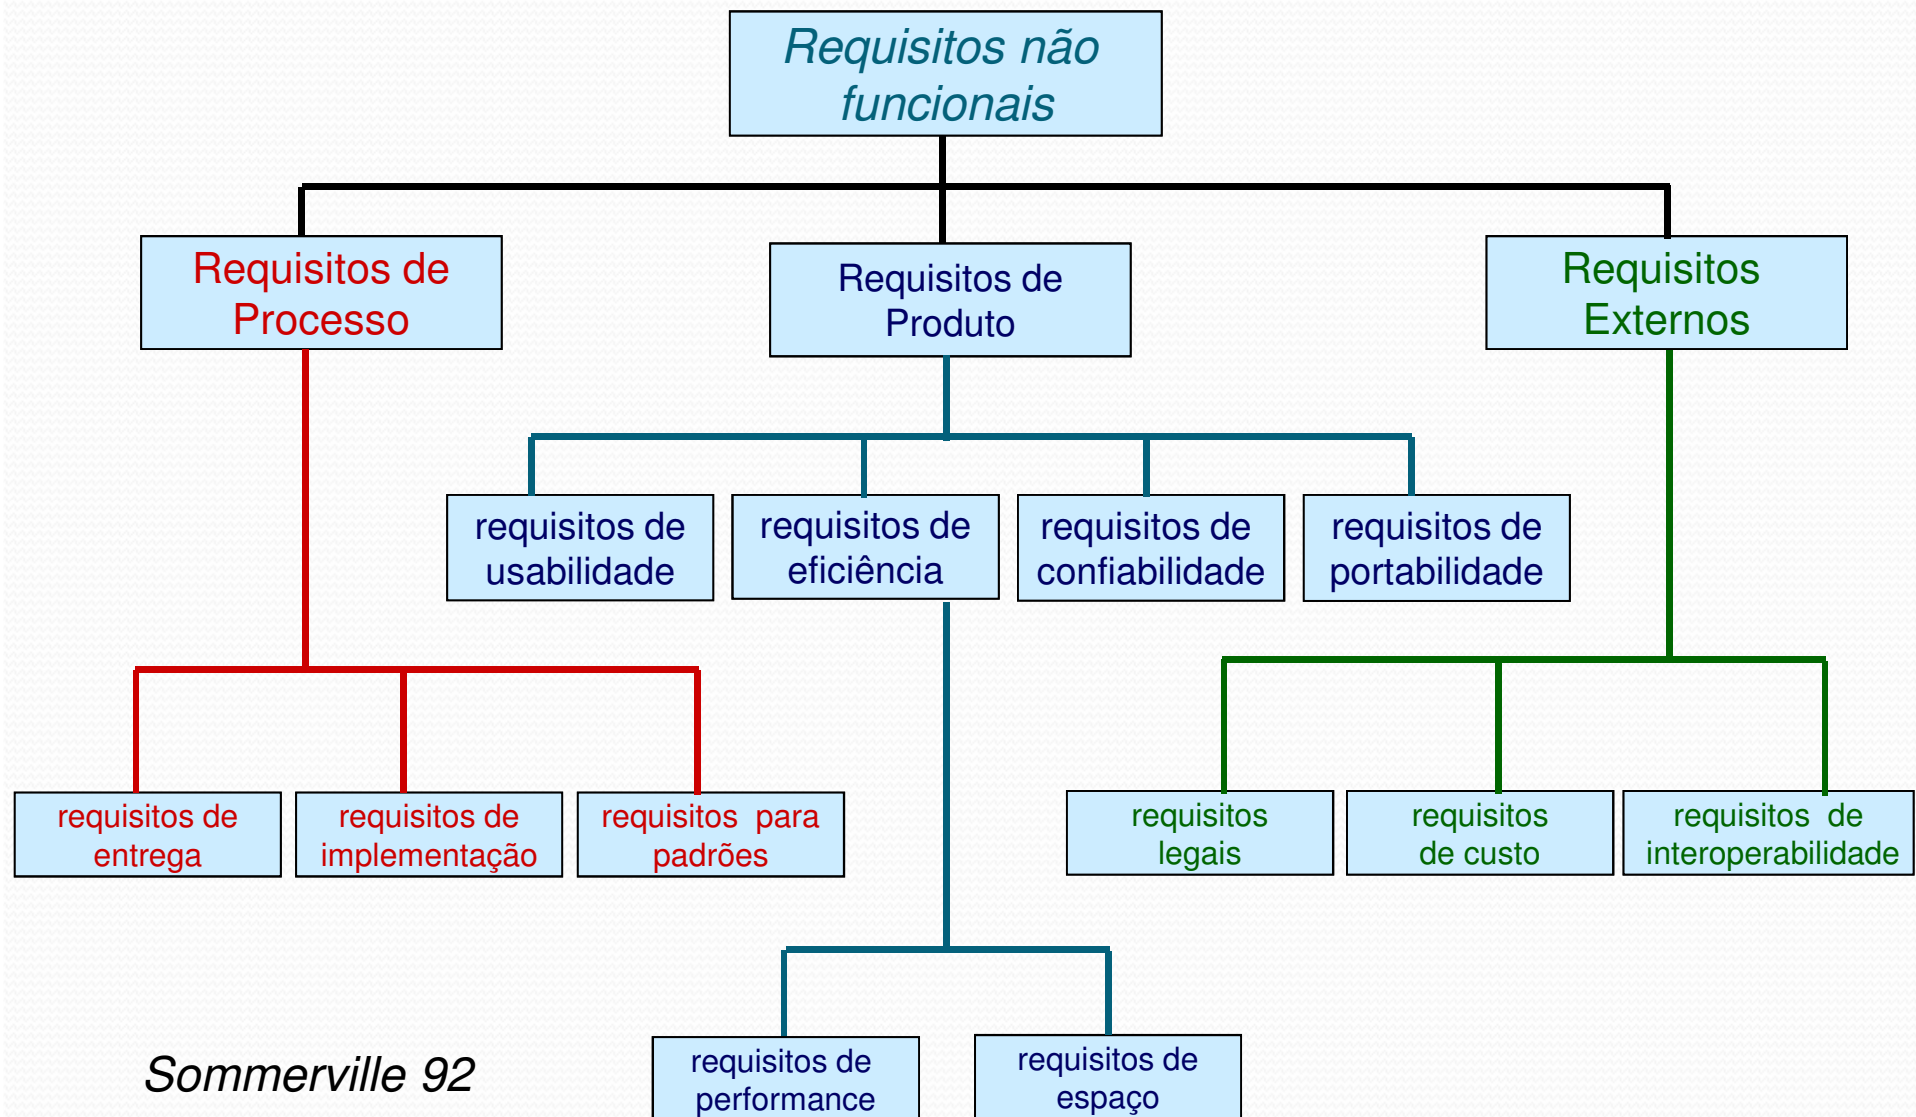 Requisitos não
funcionais
Requisitos de
Processo
Requisitos de
Produto
Requisitos
Externos
requisitos de
usabilidade
requisitos de
eficiência
requisitos de
confiabilidade
requisitos de
portabilidade
requisitos de
entrega
requisitos de
implementação
requisitos para
padrões
requisitos
legais
requisitos
de custo
requisitos de
interoperabilidade
requisitos de
performance
requisitos de
espaço
Sommerville 92